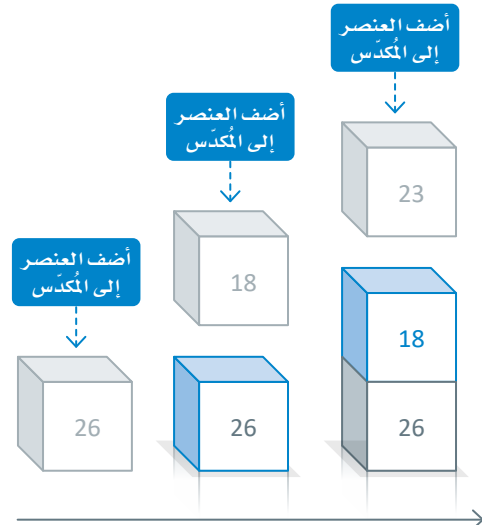 أضف العنصر
إلى المُكدّس
أضف العنصر
إلى المُكدّس
23
أضف العنصر
إلى المُكدّس
18
18
26
26
26